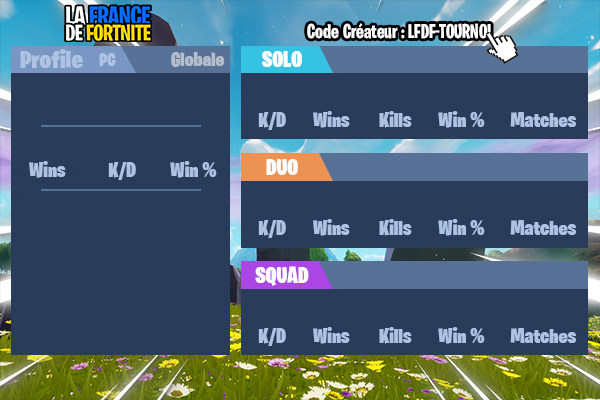 LA FRANCE
DE FORTNITE
Code Créateur : LFDF-TOURNOI
Profile PC Globale
Wins K/D Win %
SOLO
K/D Wins Kills Win % Matches
DUO
K/D Wins Kills Win % Matches
SQUAD
K/D Wins Kills Win % Matches